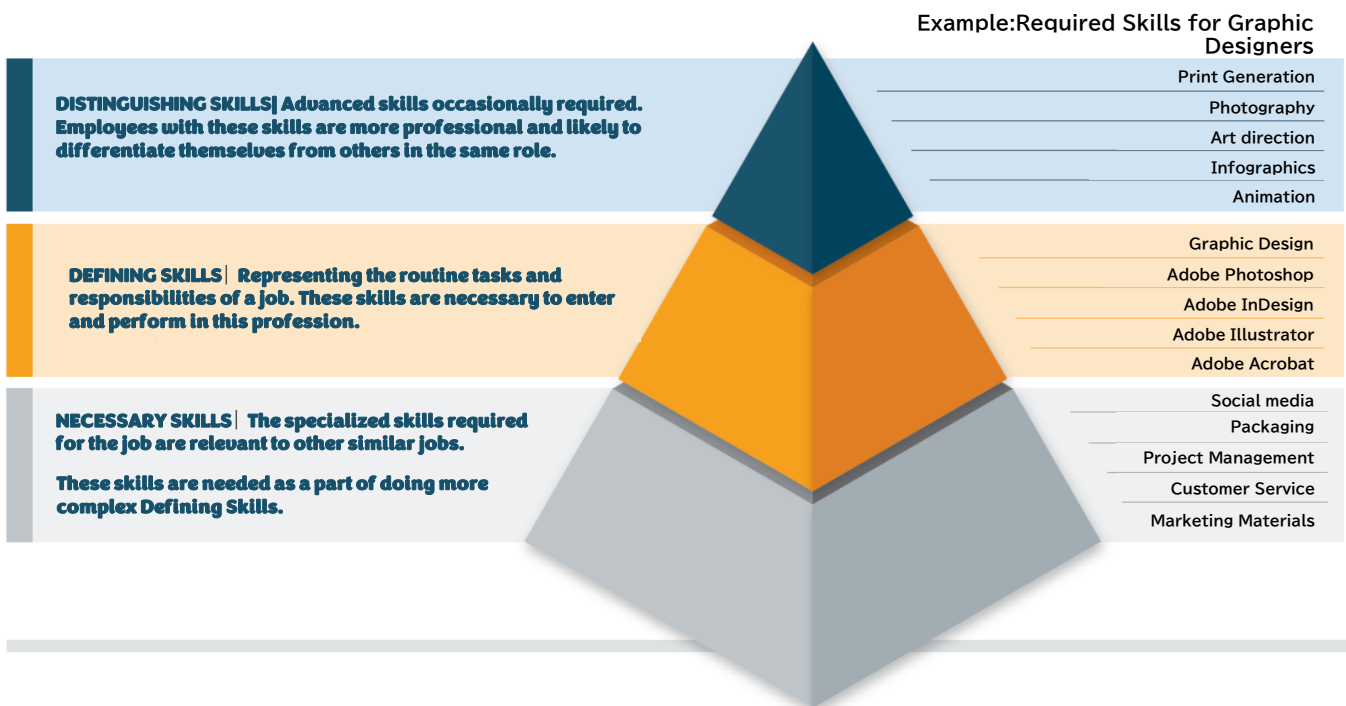 Example:Required Skills for Graphic
Designers
DISTINGUISHING SKILLS| Advanced skills occasionally required.
Employees with these skills are more professional and likely to
differentiate themselves from others in the same role.
Print Generation
Photography
Art direction
Infographics
Animation
DEFINING SKILLS| Representing the routine tasks and
responsibilities of a job. These skills are necessary to enter
and perform in this profession.
Graphic Design
Adobe Photoshop
Adobe InDesign
Adobe Illustrator
Adobe Acrobat
NECESSARY SKILLS| The specialized skills required
for the job are relevant to other similar jobs.
These skills are needed as a part of doing more
complex Defining Skills.
Social media
Packaging
Project Management
Customer Service
Marketing Materials